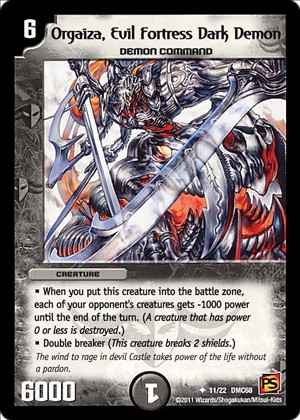 6 Orgaiza, Evil Fortress Dark Demon
DEMON COMMAND
CREATURE
▪ When you put this creature into the battle zone,
each of your opponent's creatures gets -1000 power
until the end of the turn. (A creature that has power
0 or less is destroyed.)
▪ Double breaker (This creature breaks 2 shields.)
The wind to rage in devil Castle takes power of the life without
a pardon.
6000
1
11/22 DMC68
©2011 Wizards/Shogakukan/Mitsui-Kids
PS